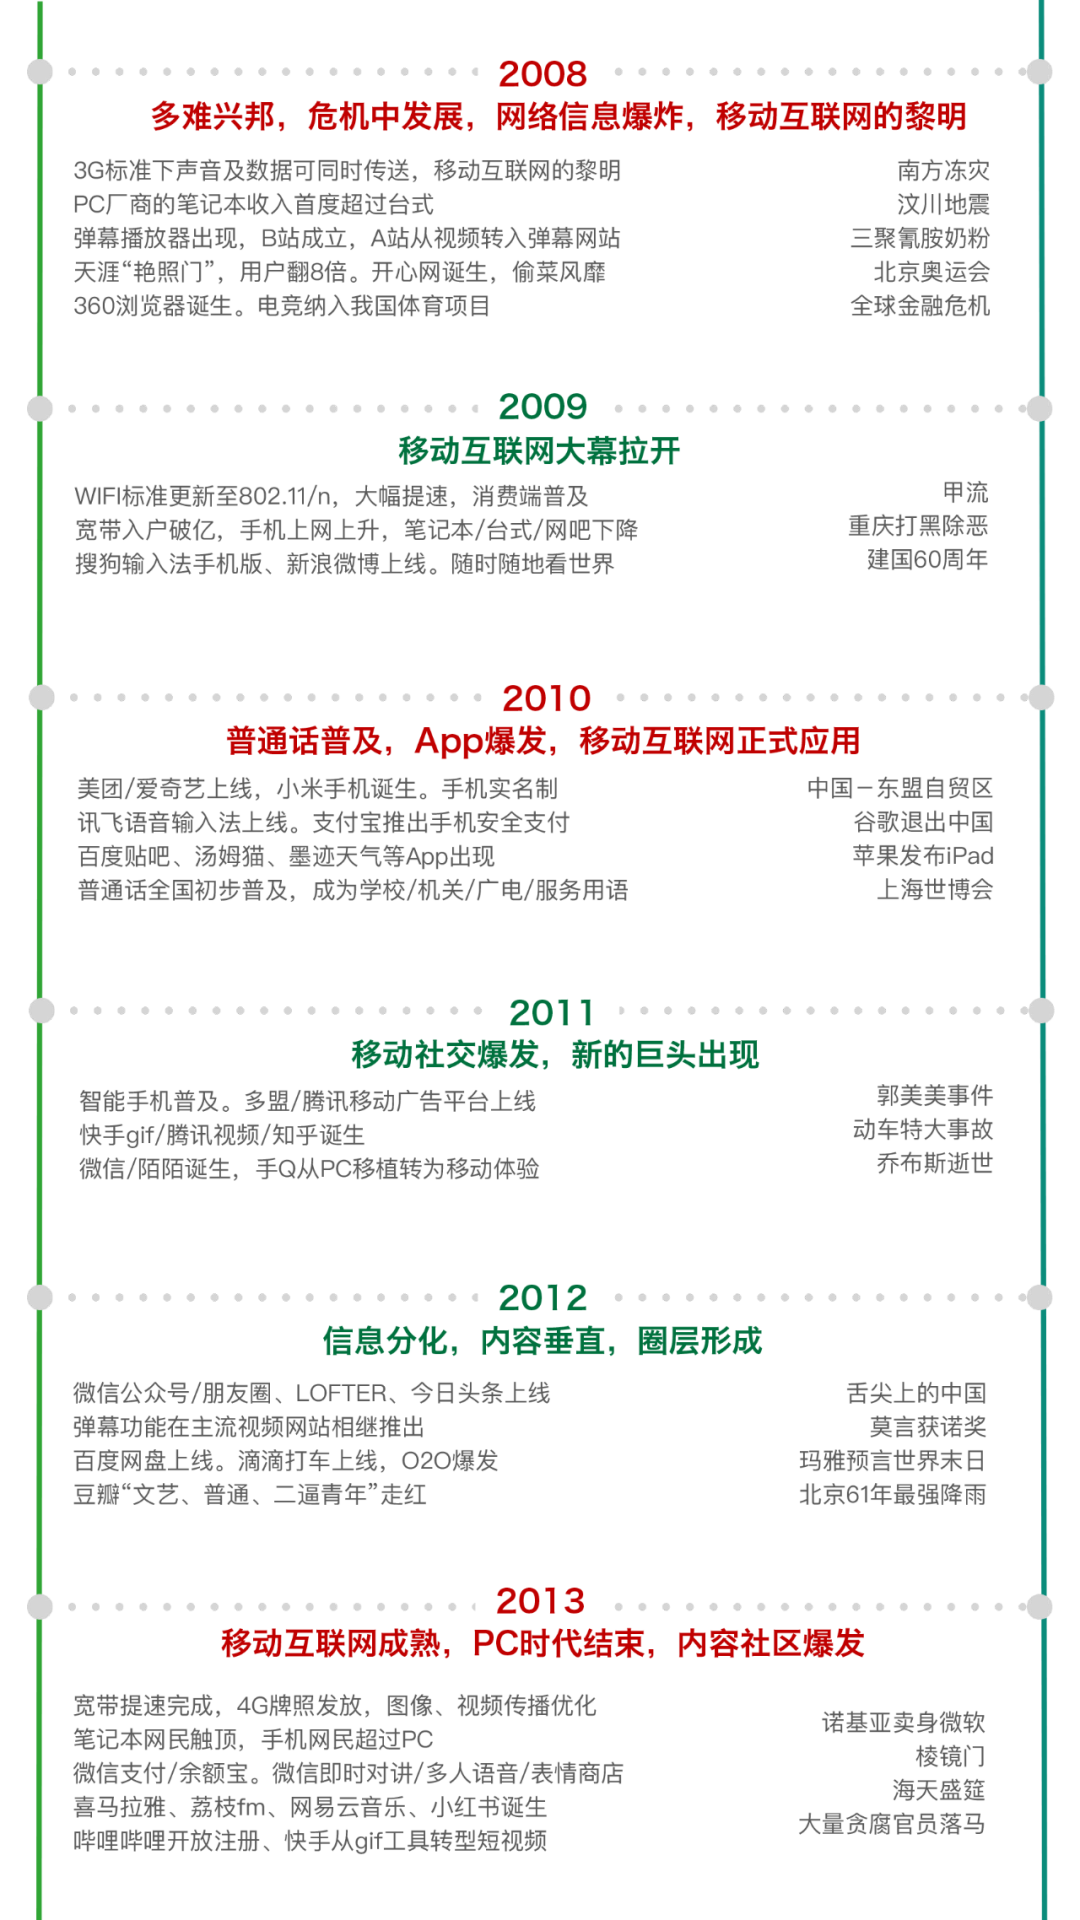 2008
多难兴邦，危机中发展，网络信息爆炸，移动互联网的黎明
3G标准下声音及数据可同时传送，移动互联网的黎明
PC厂商的笔记本收入首度超过台式
弹幕播放器出现，B站成立，A站从视频转入弹幕网站
天涯“艳照门”，用户翻8倍。开心网诞生，偷菜风靡
360浏览器诞生。电竞纳入我国体育项目
南方冻灾
汶川地震
三聚氰胺奶粉
北京奥运会
全球金融危机
2009
移动互联网大幕拉开
WIFI标准更新至802.11/n，大幅提速，消费端普及
宽带入户破亿，手机上网上升，笔记本/台式/网吧下降
搜狗输入法手机版、新浪微博上线。随时随地看世界
甲流
重庆打黑除恶
建国60周年
2010
普通话普及，App爆发，移动互联网正式应用
美团/爱奇艺上线，小米手机诞生。手机实名制
讯飞语音输入法上线。支付宝推出手机安全支付
百度贴吧、汤姆猫、墨迹天气等App出现
普通话全国初步普及，成为学校/机关/广电/服务用语
中国－东盟自贸区
谷歌退出中国
苹果发布iPad
上海世博会
2011
移动社交爆发，新的巨头出现
智能手机普及。多盟/腾讯移动广告平台上线
快手gif/腾讯视频/知乎诞生
微信/陌陌诞生，手Q从PC移植转为移动体验
郭美美事件
动车特大事故
乔布斯逝世
2012
信息分化，内容垂直，圈层形成
微信公众号/朋友圈、LOFTER、今日头条上线
弹幕功能在主流视频网站相继推出
百度网盘上线。滴滴打车上线，O2O爆发
豆瓣“文艺、普通、二逼青年”走红
舌尖上的中国
莫言获诺奖
玛雅预言世界末日
北京61年最强降雨
2013
移动互联网成熟，PC时代结束，内容社区爆发
宽带提速完成，4G牌照发放，图像、视频传播优化
笔记本网民触顶，手机网民超过PC
微信支付/余额宝。微信即时对讲/多人语音/表情商店
喜马拉雅、荔枝fm、网易云音乐、小红书诞生
哔哩哔哩开放注册、快手从gif工具转型短视频
诺基亚卖身微软
棱镜门
海天盛筵
大量贪腐官员落马